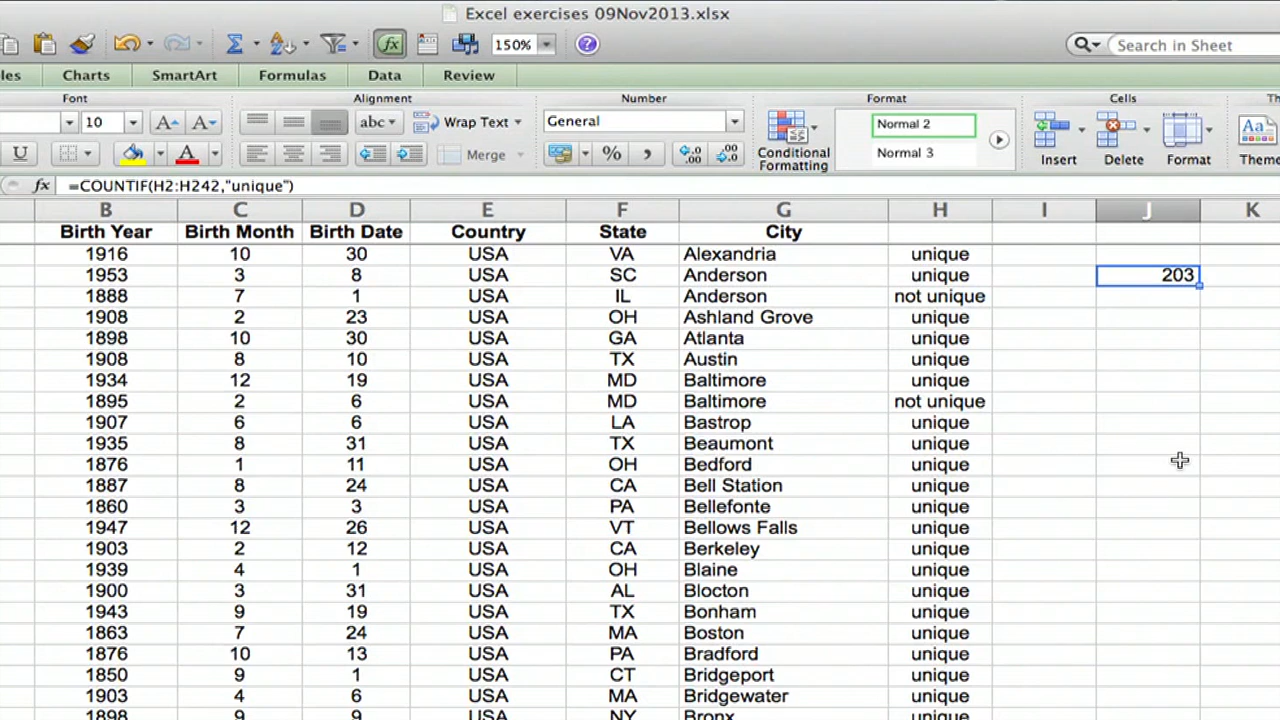 Excel exercises 09Nov2013.xlsx
150% Search in Sheet
Charts SmartArt Formulas Data Review
Font Alignment Number Format Cells
10 A A abc Wrap Text General Normal 2
U A Merge % , Conditional Formatting Normal 3 Insert Delete Format
fx =COUNTIF(H2:H242,"unique")
B C D E F G H I J K
Birth Year Birth Month Birth Date Country State City
1916 10 30 USA VA Alexandria unique
1953 3 8 USA SC Anderson unique 203
1888 7 1 USA IL Anderson not unique
1908 2 23 USA OH Ashland Grove unique
1898 10 30 USA GA Atlanta unique
1908 8 10 USA TX Austin unique
1934 12 19 USA MD Baltimore unique
1895 2 6 USA MD Baltimore not unique
1907 6 6 USA LA Bastrop unique
1935 8 31 USA TX Beaumont unique
1876 1 11 USA OH Bedford unique
1887 8 24 USA CA Bell Station unique
1860 3 3 USA PA Bellefonte unique
1947 12 26 USA VT Bellows Falls unique
1903 2 12 USA CA Berkeley unique
1939 4 1 USA OH Blaine unique
1900 3 31 USA AL Blocton unique
1943 9 19 USA TX Bonham unique
1863 7 24 USA MA Boston unique
1876 10 13 USA PA Bradford unique
1850 9 1 USA CT Bridgeport unique
1903 4 6 USA MA Bridgewater unique
1898 9 9 USA NY Bronx unique